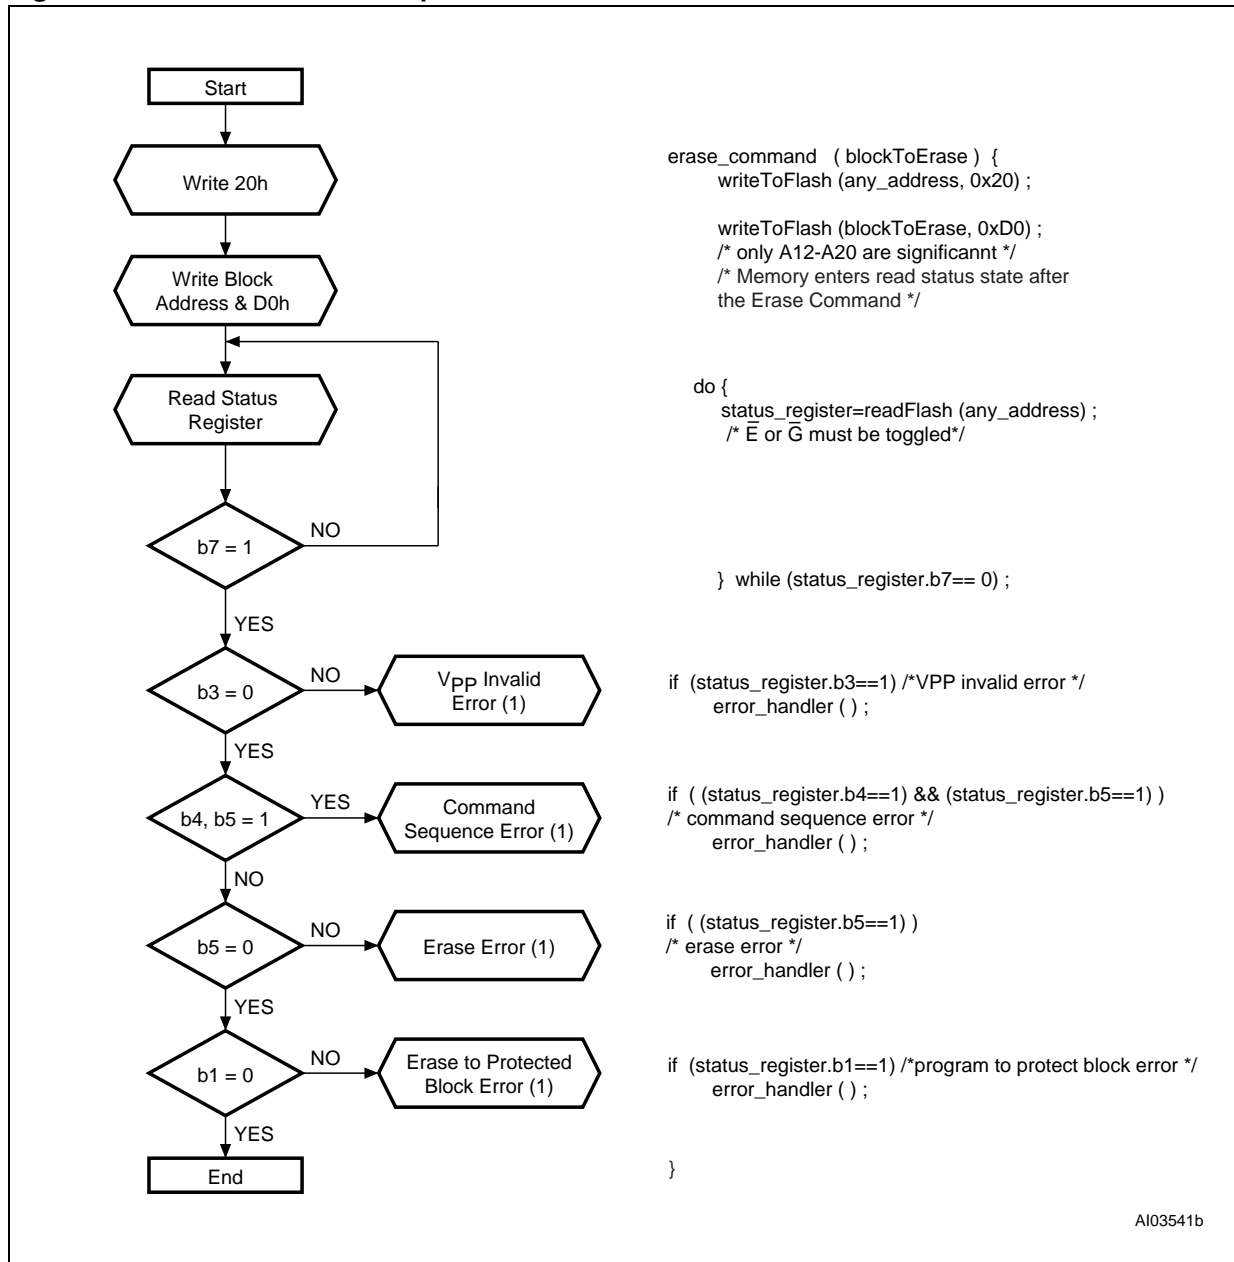 Start
Write 20h
Write Block
Address & D0h
Read Status
Register
b7 = 1
NO
YES
b3 = 0
NO
VPP Invalid
Error (1)
YES
b4, b5 = 1
YES
Command
Sequence Error (1)
NO
b5 = 0
NO
Erase Error (1)
YES
b1 = 0
NO
Erase to Protected
Block Error (1)
YES
End
erase_command ( blockToErase ) {
writeToFlash (any_address, 0x20) ;
writeToFlash (blockToErase, 0xD0) ;
/* only A12-A20 are significannt */
/* Memory enters read status state after
the Erase Command */
do {
status_register=readFlash (any_address) ;
/* E̅ or G̅ must be toggled*/
} while (status_register.b7== 0) ;
if (status_register.b3==1) /*VPP invalid error */
error_handler ( ) ;
if ( (status_register.b4==1) && (status_register.b5==1) )
/* command sequence error */
error_handler ( ) ;
if ( (status_register.b5==1) )
/* erase error */
error_handler ( ) ;
if (status_register.b1==1) /*program to protect block error */
error_handler ( ) ;
}
AI03541b